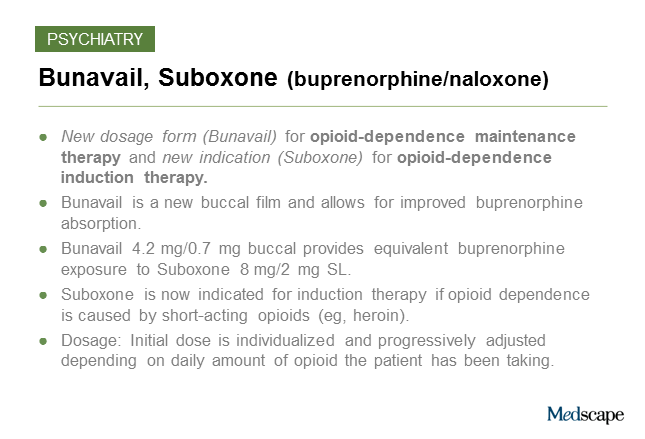 PSYCHIATRY
Bunavail, Suboxone (buprenorphine/naloxone)
● New dosage form (Bunavail) for opioid-dependence maintenance
therapy and new indication (Suboxone) for opioid-dependence
induction therapy.
● Bunavail is a new buccal film and allows for improved buprenorphine
absorption.
● Bunavail 4.2 mg/0.7 mg buccal provides equivalent buprenorphine
exposure to Suboxone 8 mg/2 mg SL.
● Suboxone is now indicated for induction therapy if opioid dependence
is caused by short-acting opioids (eg, heroin).
● Dosage: Initial dose is individualized and progressively adjusted
depending on daily amount of opioid the patient has been taking.
Medscape